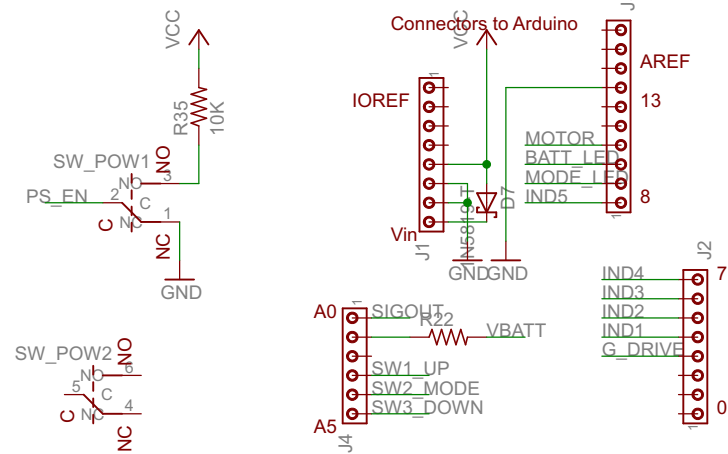 Connectors to Arduino
VCC
R35
10K
SW_POW1
NO
NO
3
PS_EN
2
C
C
NC
1
NC
GND
SW_POW2
NO
NO
6
5
C
C
NC
4
NC
VCC
1
IOREF
Vin
J1
1N5819-T
D7
GND
GND
J
AREF
13
MOTOR
BATT_LED
MODE_LED
IND5
8
1
A0
1
SIGOUT
R22
VBATT
SW1_UP
SW2_MODE
SW3_DOWN
A5
J4
J2
7
IND4
IND3
IND2
IND1
G_DRIVE
0
1